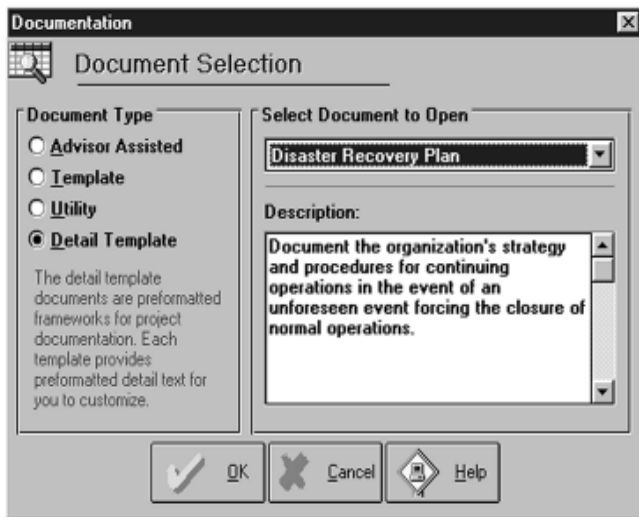 Documentation
Document Selection
Document Type
Advisor Assisted
Template
Utility
Detail Template
The detail template
documents are preformatted
frameworks for project
documentation. Each
template provides
preformatted detail text for
you to customize.
Select Document to Open
Disaster Recovery Plan
Description:
Document the organization's strategy
and procedures for continuing
operations in the event of an
unforeseen event forcing the closure of
normal operations.
OK
Cancel
Help